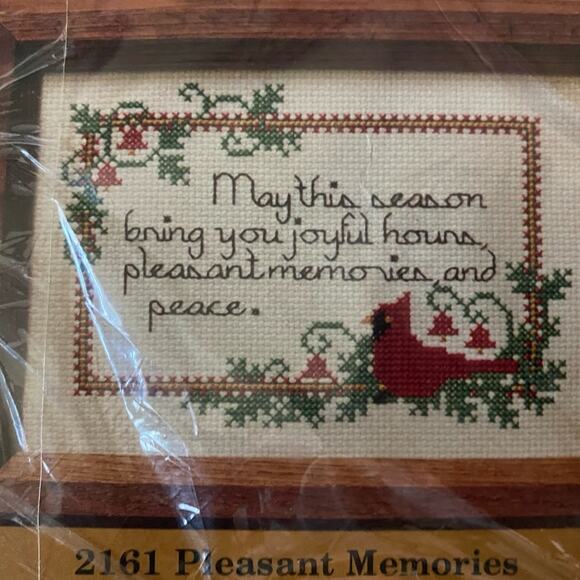 May this season
bring you joyful hours,
pleasant memories and
peace.
2161 Pleasant Memories